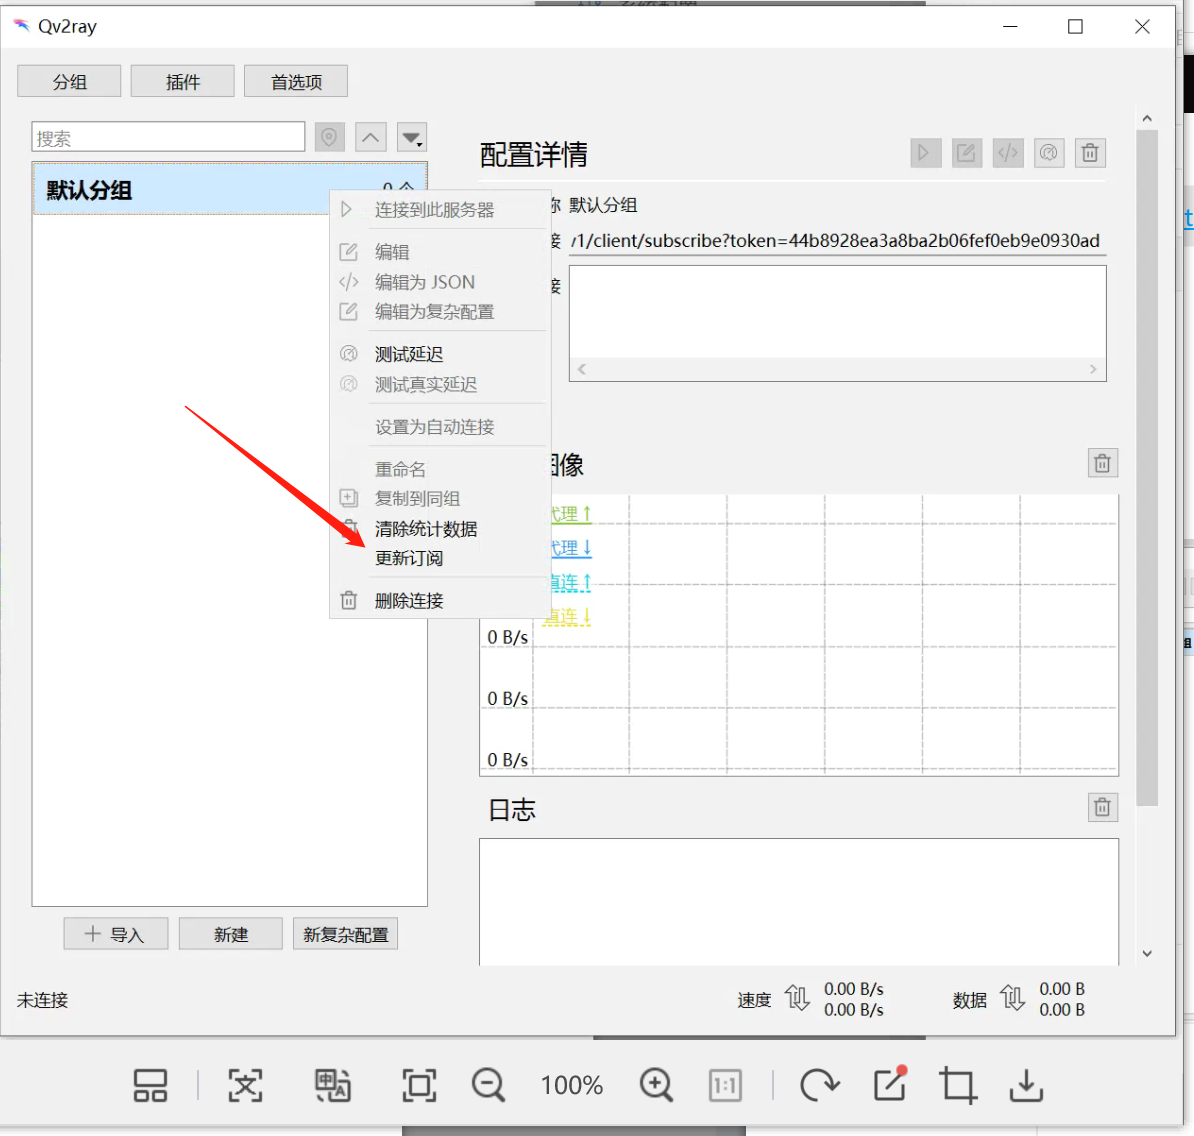 Qv2ray
分组
插件
首选项
搜索
默认分组
0 个
配置详情
称 默认分组
接 /1/client/subscribe?token=44b8928ea3a8ba2b06fef0eb9e0930ad
接
连接到此服务器
编辑
编辑为 JSON
编辑为复杂配置
测试延迟
测试真实延迟
设置为自动连接
重命名
复制到同组
清除统计数据
更新订阅
删除连接
图像
代理↑
代理↓
直连↑
直连↓
0 B/s
0 B/s
0 B/s
日志
导入
新建
新复杂配置
未连接
速度
0.00 B/s
0.00 B/s
数据
0.00 B
0.00 B
100%
1:1